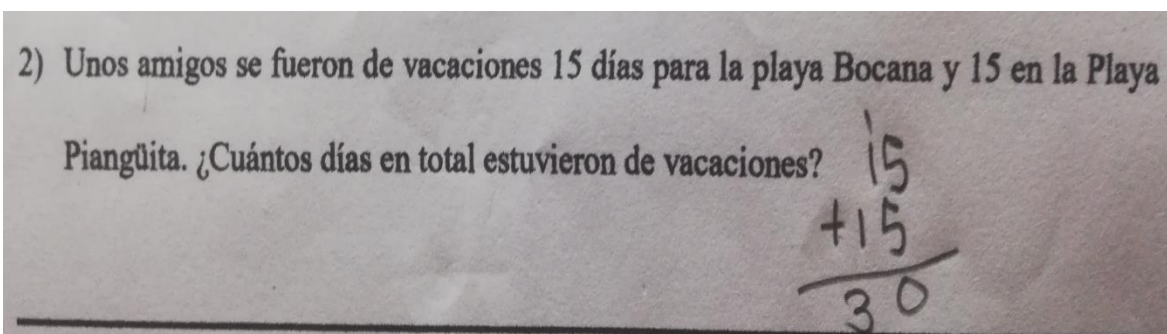 2) Unos amigos se fueron de vacaciones 15 días para la playa Bocana y 15 en la Playa
Piangüita. ¿Cuántos días en total estuvieron de vacaciones?
1
15
+15
30